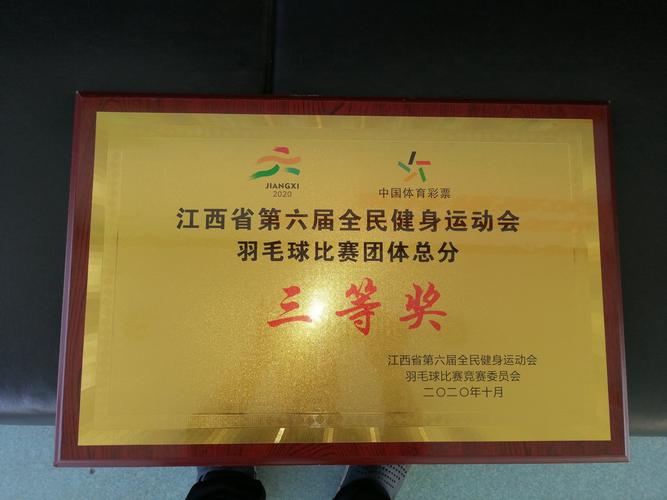 JIANGXI
2020
中国体育彩票
江西省第六届全民健身运动会
羽毛球比赛团体总分
三等奖
江西省第六届全民健身运动会
羽毛球比赛竞赛委员会
二〇二〇年十月